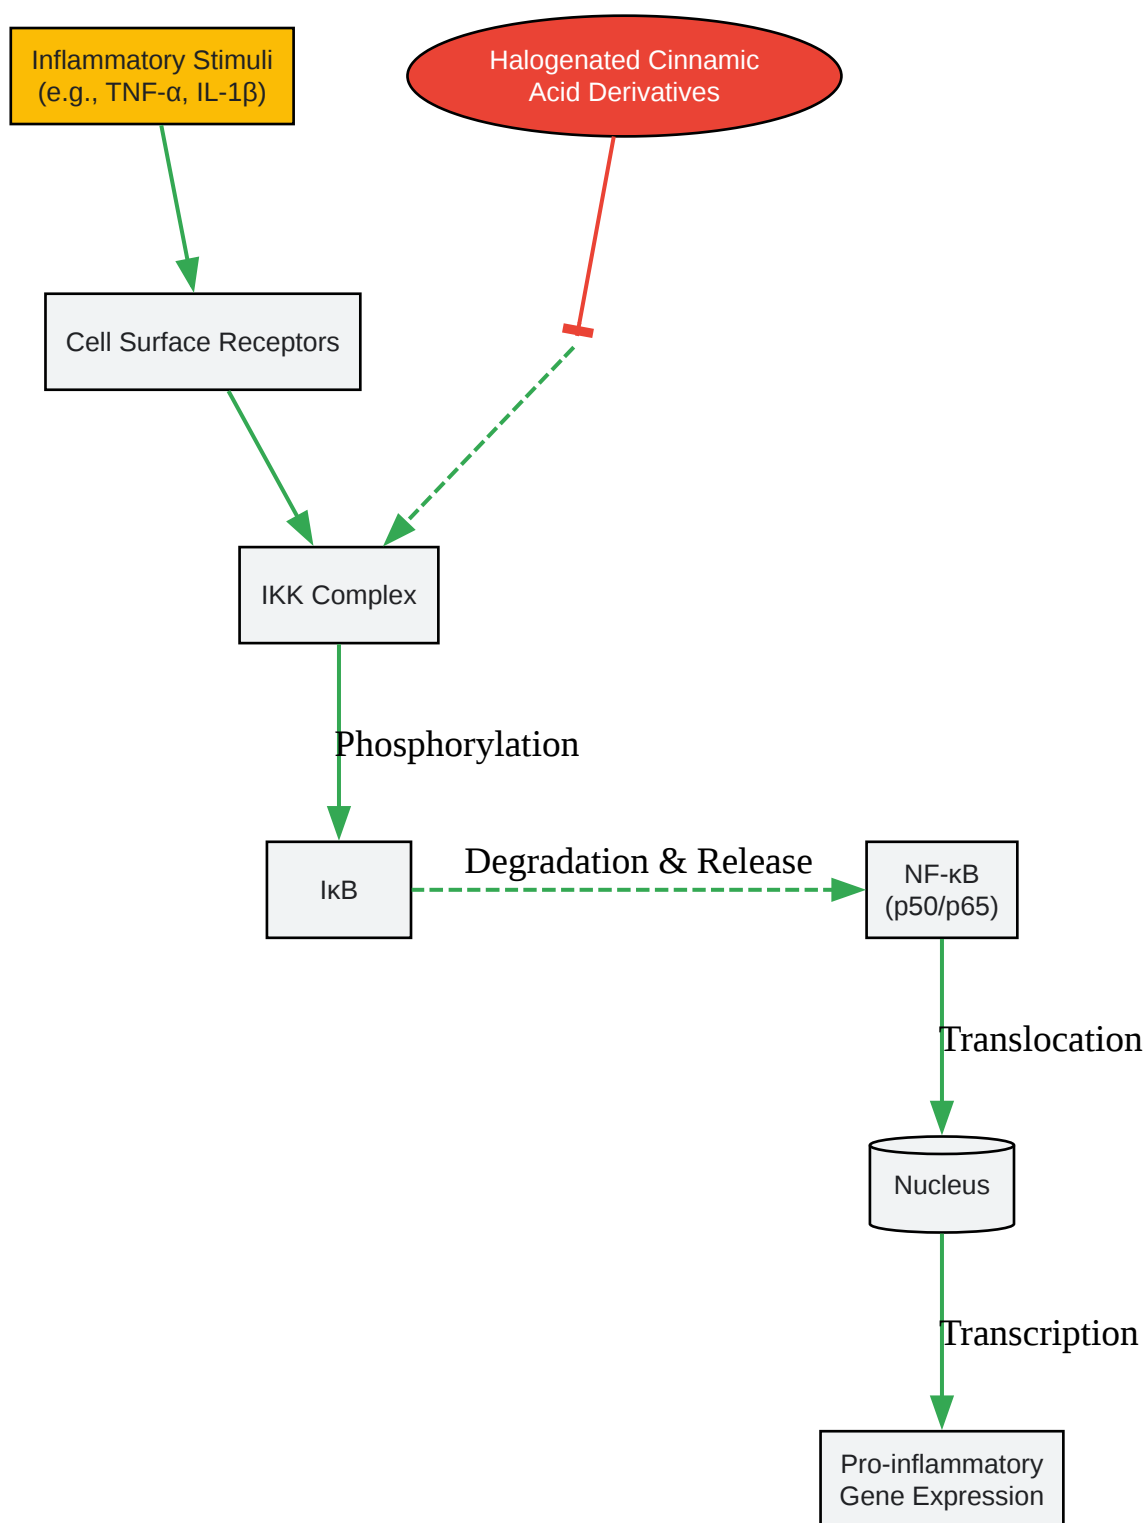 Inflammatory Stimuli
(e.g., TNF-α, IL-1β)
Halogenated Cinnamic
Acid Derivatives
Cell Surface Receptors
IKK Complex
Phosphorylation
IκB
Degradation & Release
NF-κB
(p50/p65)
Translocation
Nucleus
Transcription
Pro-inflammatory
Gene Expression